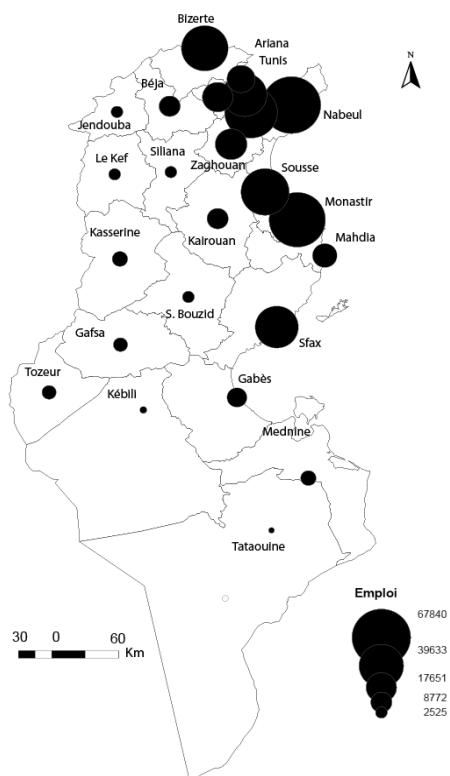 Bizerte
Ariana
Tunis
N
Béja
Nabeul
Jendouba
Le Kef
Siliana
Zaghouan
Sousse
Monastir
Kasserine
Kairouan
Mahdia
S. Bouzid
Gafsa
Sfax
Tozeur
Kébili
Gabès
Mednine
Tataouine
Emploi
67840
39633
17651
8772
2525
30 0 60
Km